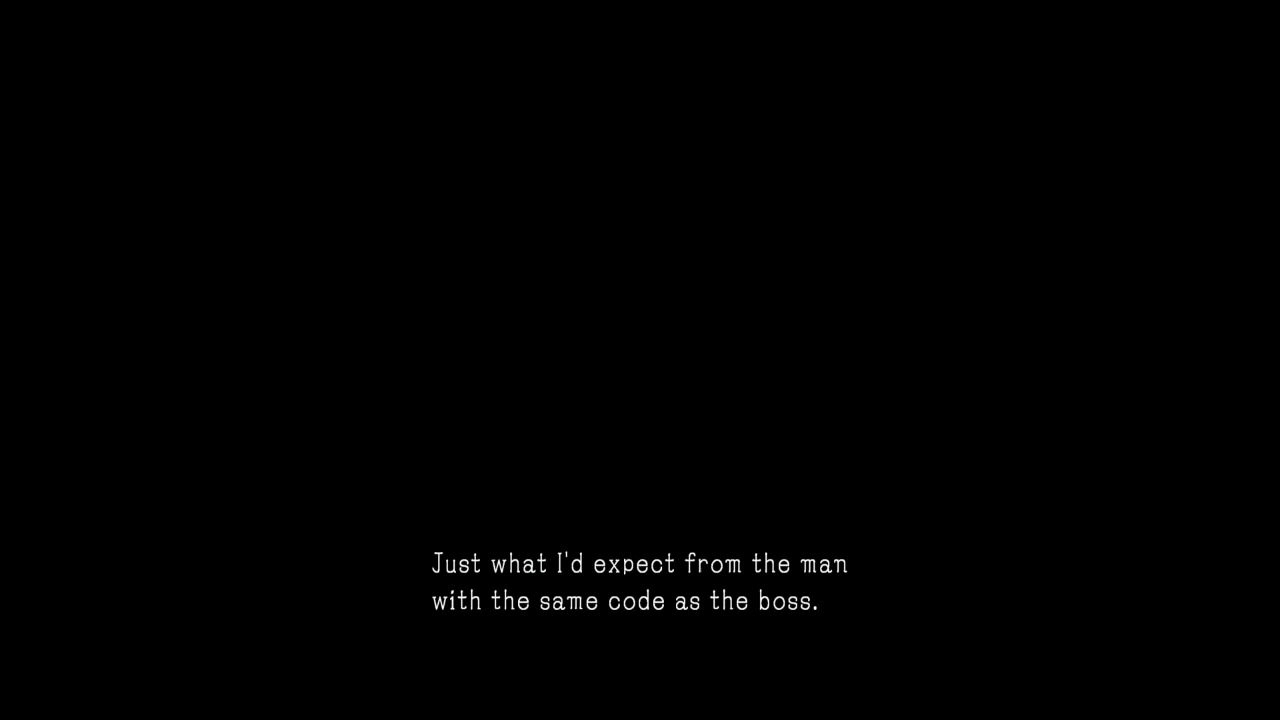 Just what I'd expect from the man
with the same code as the boss.